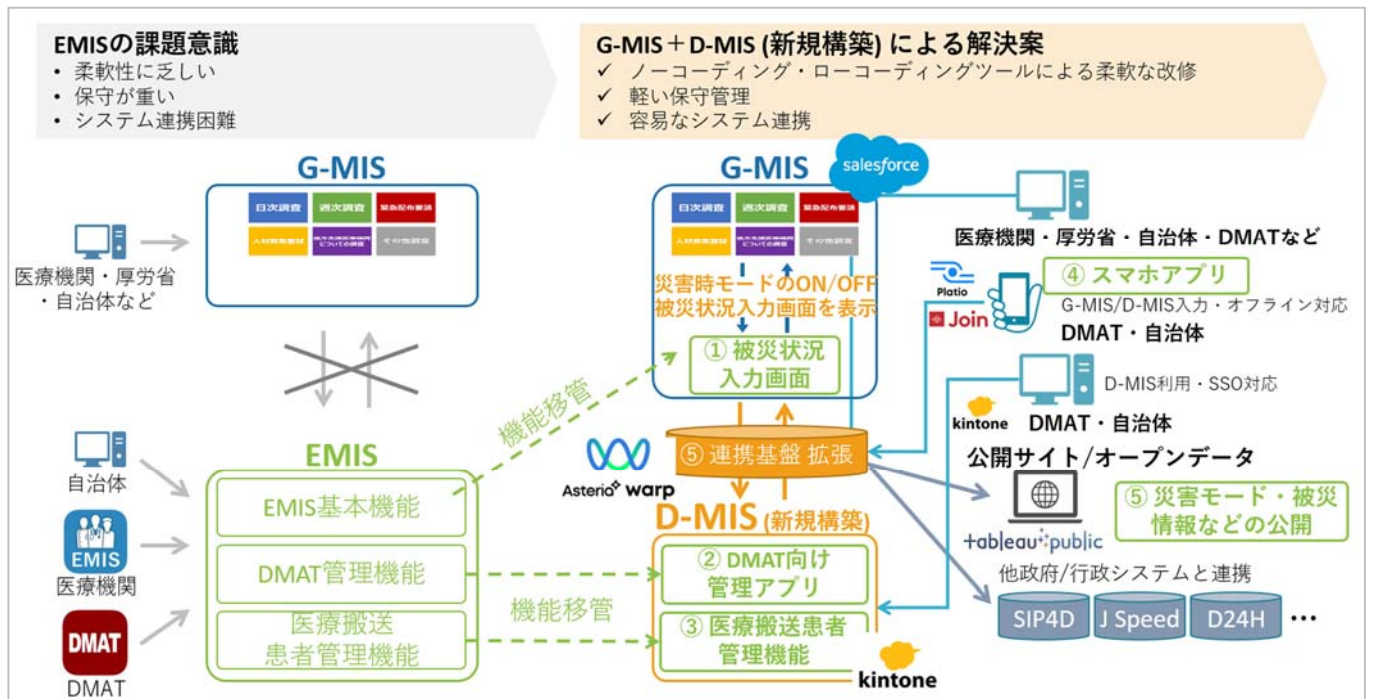 EMISの課題意識
• 柔軟性に乏しい
• 保守が重い
• システム連携困難
G-MIS＋D-MIS (新規構築) による解決案
✓ ノーコーディング・ローコーディングツールによる柔軟な改修
✓ 軽い保守管理
✓ 容易なシステム連携
G-MIS
日次調査
週次調査
緊急配布要請
その他調査
医療機関・厚労省
・自治体など
EMIS
EMIS基本機能
DMAT管理機能
医療搬送
患者管理機能
自治体
EMIS
医療機関
DMAT
DMAT
機能移管
機能移管
G-MIS
salesforce
日次調査
週次調査
緊急配布要請
その他調査
災害時モードのON/OFF
被災状況入力画面を表示
① 被災状況
入力画面
Asteria warp
⑤ 連携基盤 拡張
D-MIS (新規構築)
② DMAT向け
管理アプリ
③ 医療搬送患者
管理機能
kintone
医療機関・厚労省・自治体・DMATなど
Platio
Join
④ スマホアプリ
G-MIS/D-MIS入力・オフライン対応
DMAT・自治体
D-MIS利用・SSO対応
kintone
DMAT・自治体
公開サイト/オープンデータ
+ableau public
⑤ 災害モード・被災
情報などの公開
他政府/行政システムと連携
SIP4D
J Speed
D24H
…